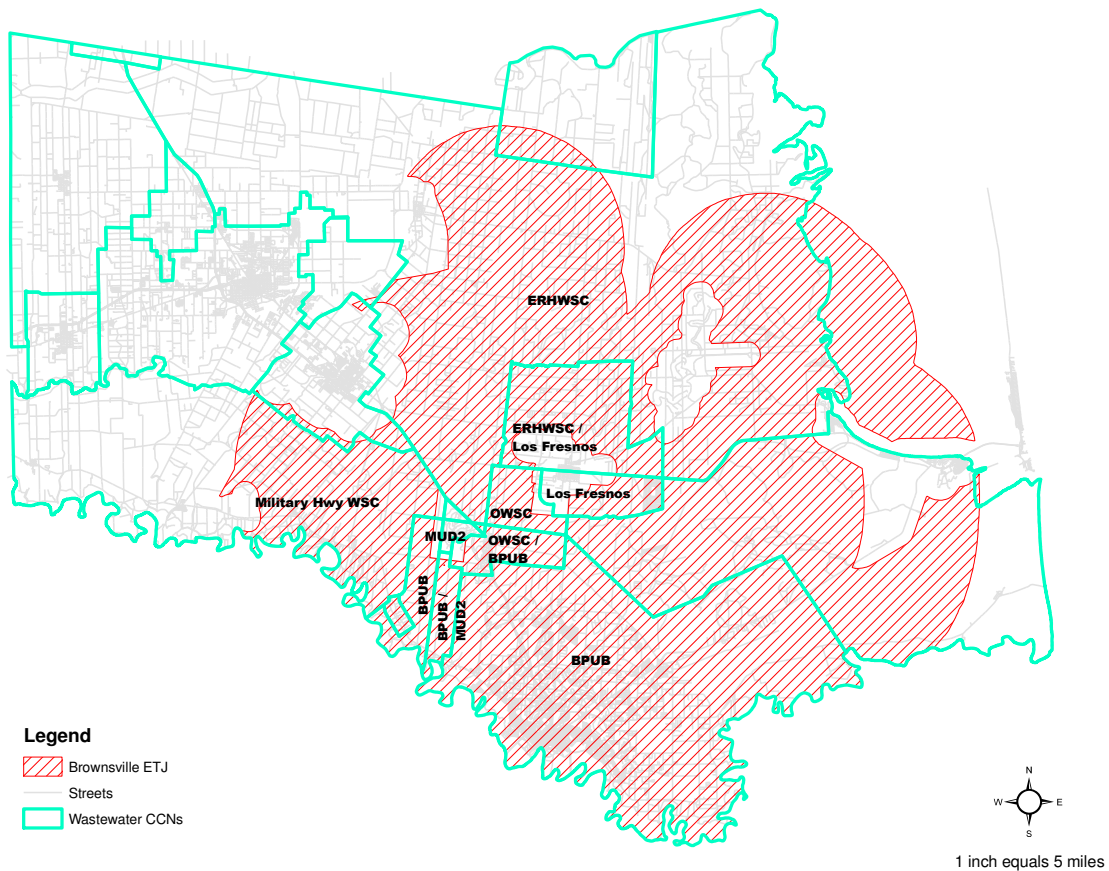 ERHWSC
ERHWSC /
Los Fresnos
Los Fresnos
Military Hwy WSC
OWSC
MUD2
OWSC /
BPUB
BPUB
BPUB /
MUD2
BPUB
Legend
Brownsville ETJ
Streets
Wastewater CCNs
N
W
E
S
1 inch equals 5 miles